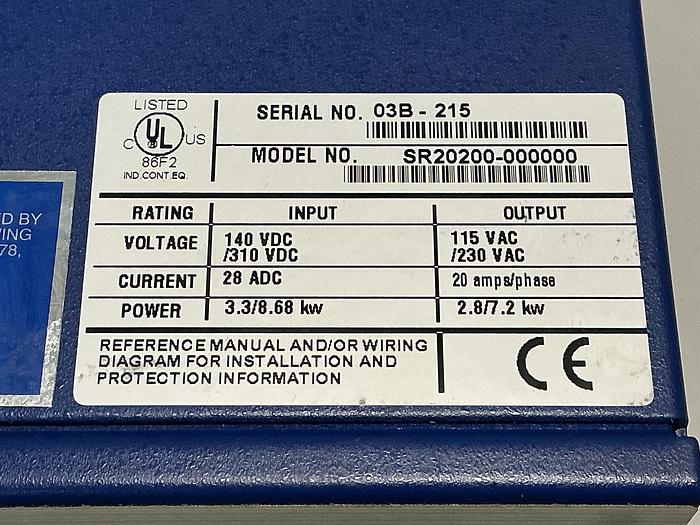 LISTED
UL
C US
86F2
IND.CONT.EQ.
SERIAL NO. 03B - 215
MODEL NO. SR20200-000000
RATING INPUT OUTPUT
VOLTAGE 140 VDC 115 VAC
/310 VDC /230 VAC
CURRENT 28 ADC 20 amps/phase
POWER 3.3/8.68 kw 2.8/7.2 kw
REFERENCE MANUAL AND/OR WIRING
DIAGRAM FOR INSTALLATION AND
PROTECTION INFORMATION
CE
D BY
ING
78,